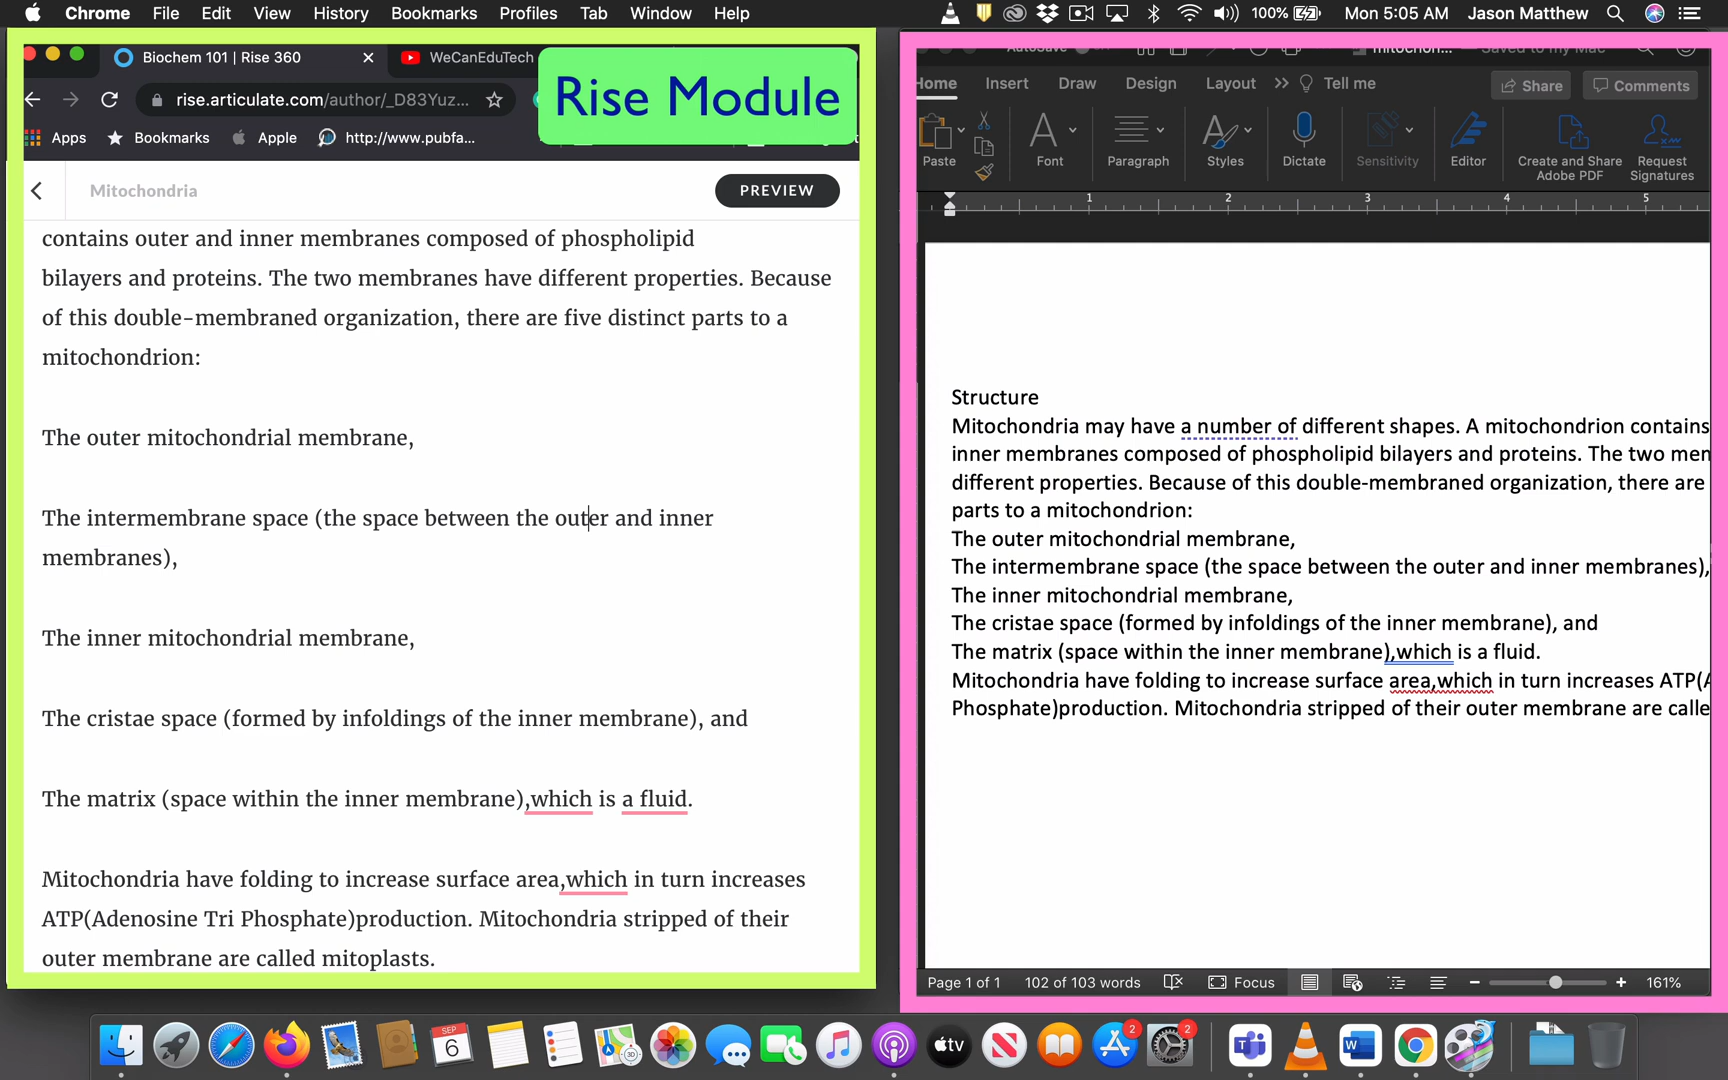 Chrome File Edit View History Bookmarks Profiles Tab Window Help
100% Mon 5:05 AM Jason Matthew
Biochem 101 | Rise 360
WeCanEduTech
Rise Module
rise.articulate.com/author/_D83Yuz...
Apps Bookmarks Apple http://www.pubfa...
Mitochondria
PREVIEW
contains outer and inner membranes composed of phospholipid
bilayers and proteins. The two membranes have different properties. Because
of this double-membraned organization, there are five distinct parts to a
mitochondrion:
The outer mitochondrial membrane,
The intermembrane space (the space between the outer and inner
membranes),
The inner mitochondrial membrane,
The cristae space (formed by infoldings of the inner membrane), and
The matrix (space within the inner membrane),which is a fluid.
Mitochondria have folding to increase surface area,which in turn increases
ATP(Adenosine Tri Phosphate)production. Mitochondria stripped of their
outer membrane are called mitoplasts.
Home Insert Draw Design Layout >> Tell me
Share Comments
Paste Font Paragraph Styles Dictate Sensitivity Editor
Create and Share
Adobe PDF
Request
Signatures
1 2 3 4 5
Structure
Mitochondria may have a number of different shapes. A mitochondrion contains
inner membranes composed of phospholipid bilayers and proteins. The two
different properties. Because of this double-membraned organization, there are
parts to a mitochondrion:
The outer mitochondrial membrane,
The intermembrane space (the space between the outer and inner membranes),
The inner mitochondrial membrane,
The cristae space (formed by infoldings of the inner membrane), and
The matrix (space within the inner membrane),which is a fluid.
Mitochondria have folding to increase surface area,which in turn increases ATP(
Phosphate)production. Mitochondria stripped of their outer membrane are calle
Page 1 of 1 102 of 103 words Focus 161%
SEP
6
3D
tv
2
2
W